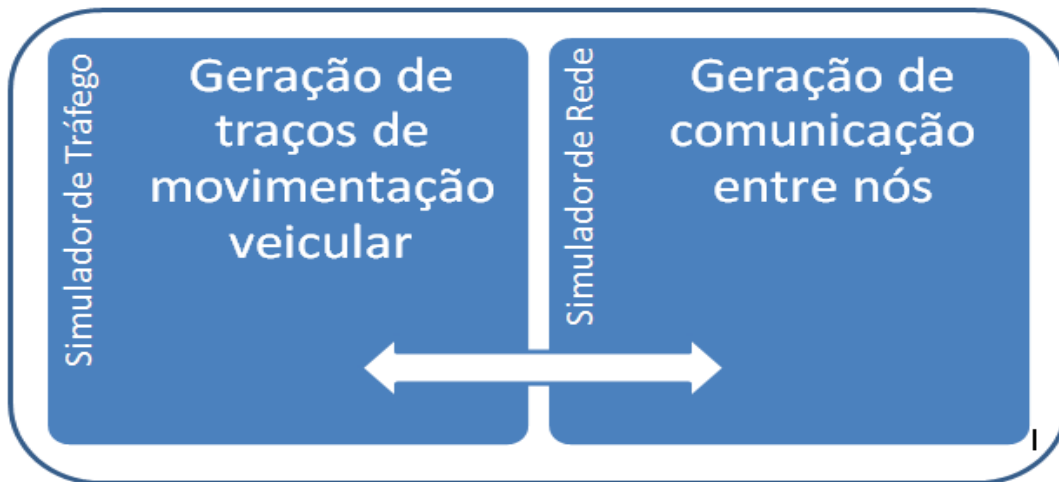 Simulador de Tráfego
Geração de
traços de
movimentação
veicular
Simulador de Rede
Geração de
comunicação
entre nós
I